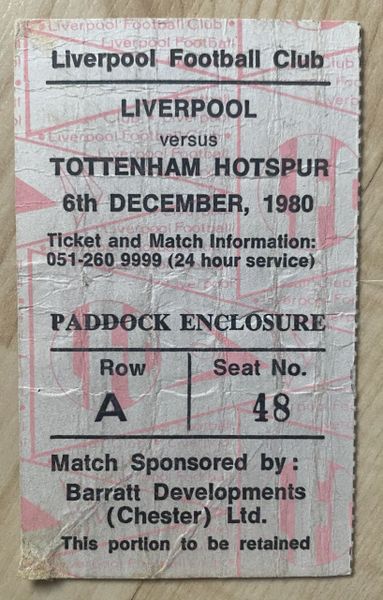 Liverpool Football Club
LIVERPOOL
versus
TOTTENHAM HOTSPUR
6th DECEMBER, 1980
Ticket and Match Information:
051-260 9999 (24 hour service)
PADDOCK ENCLOSURE
Row Seat No.
A 48
Match Sponsored by :
Barratt Developments
(Chester) Ltd.
This portion to be retained